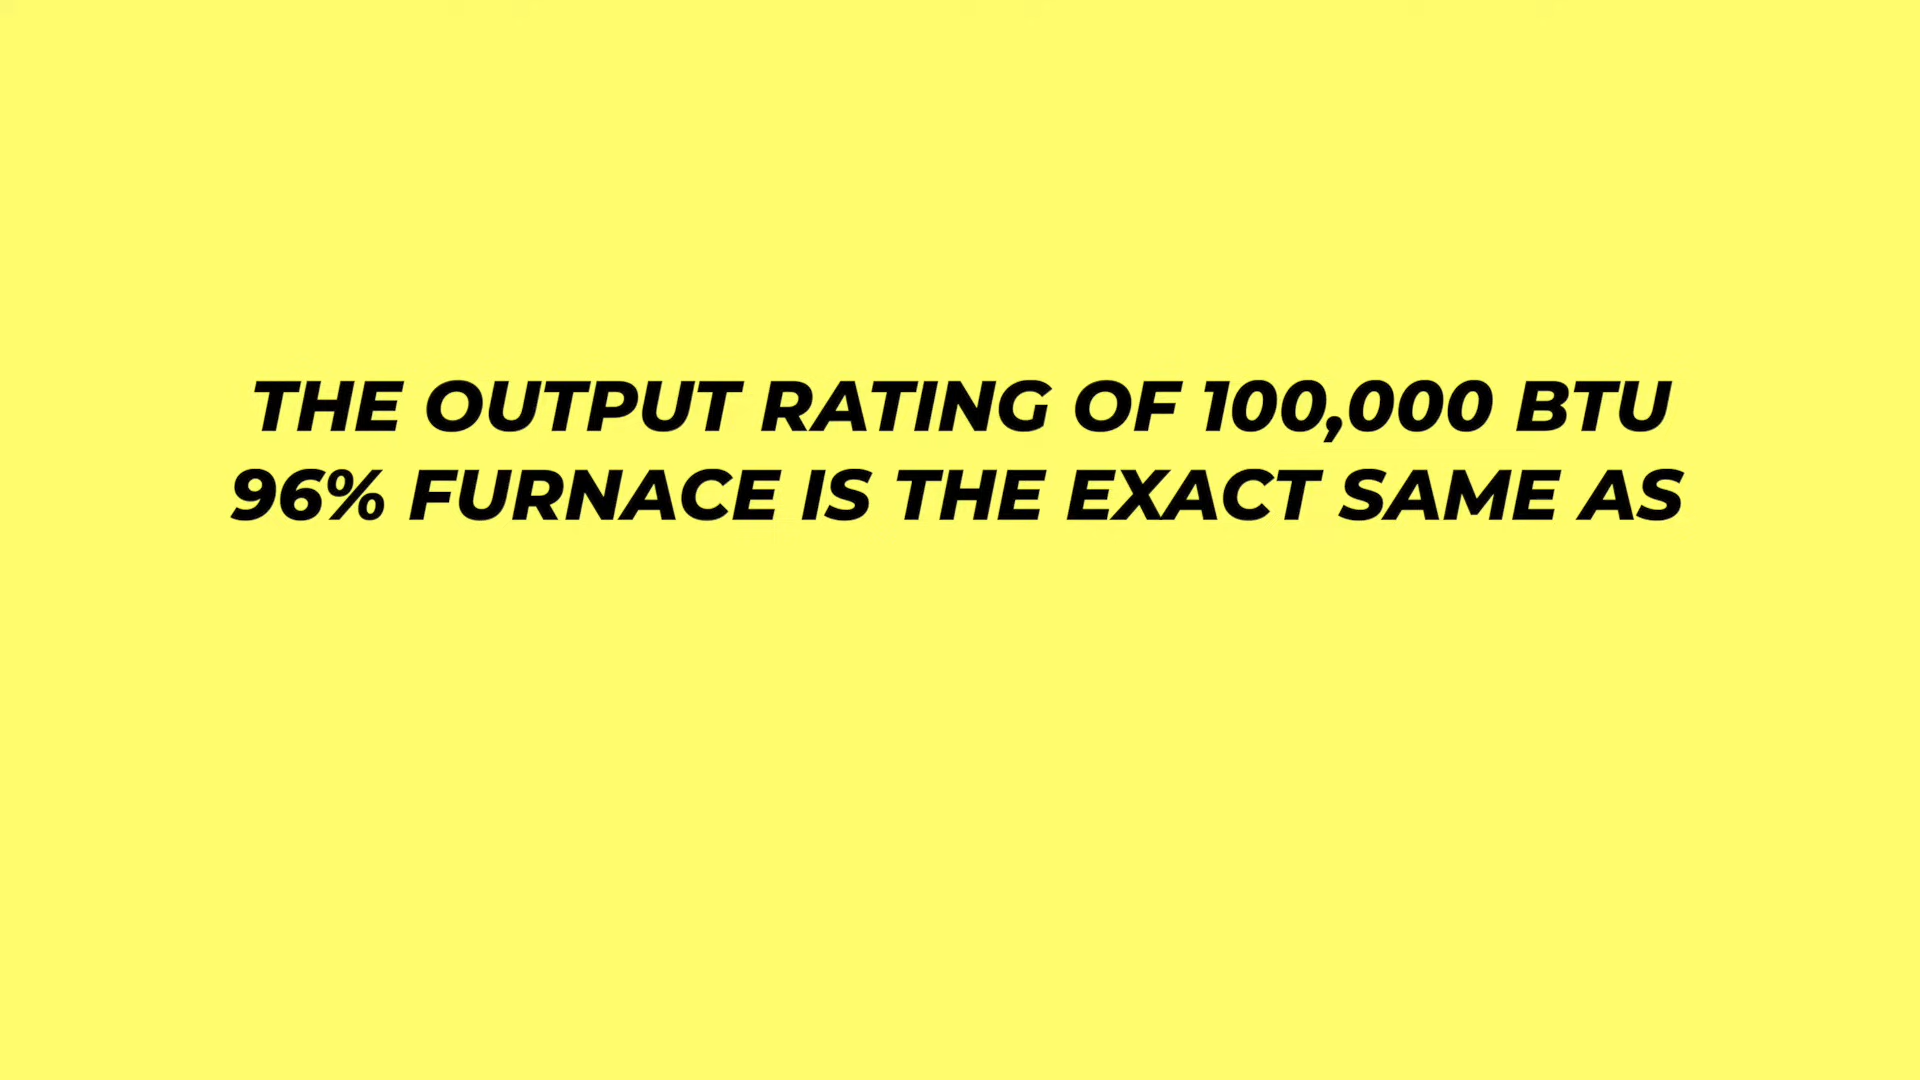 THE OUTPUT RATING OF 100,000 BTU
96% FURNACE IS THE EXACT SAME AS